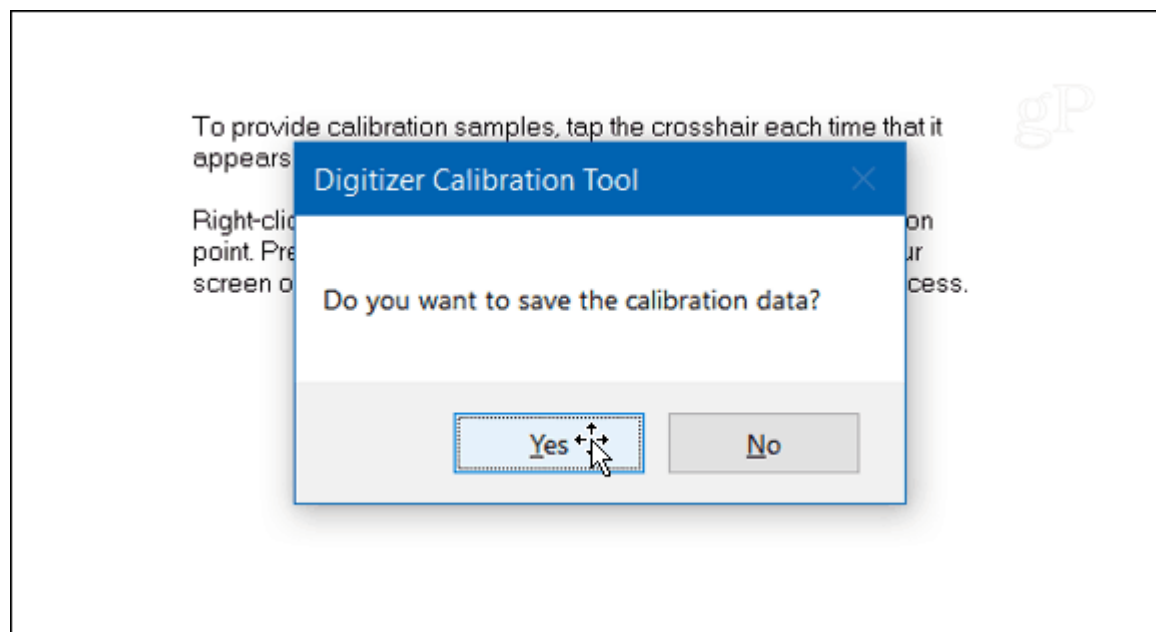 To provide calibration samples, tap the crosshair each time that it
appears
Digitizer Calibration Tool
Right-clic on
point. Pre ur
screen o cess.
Do you want to save the calibration data?
Yes No
gP